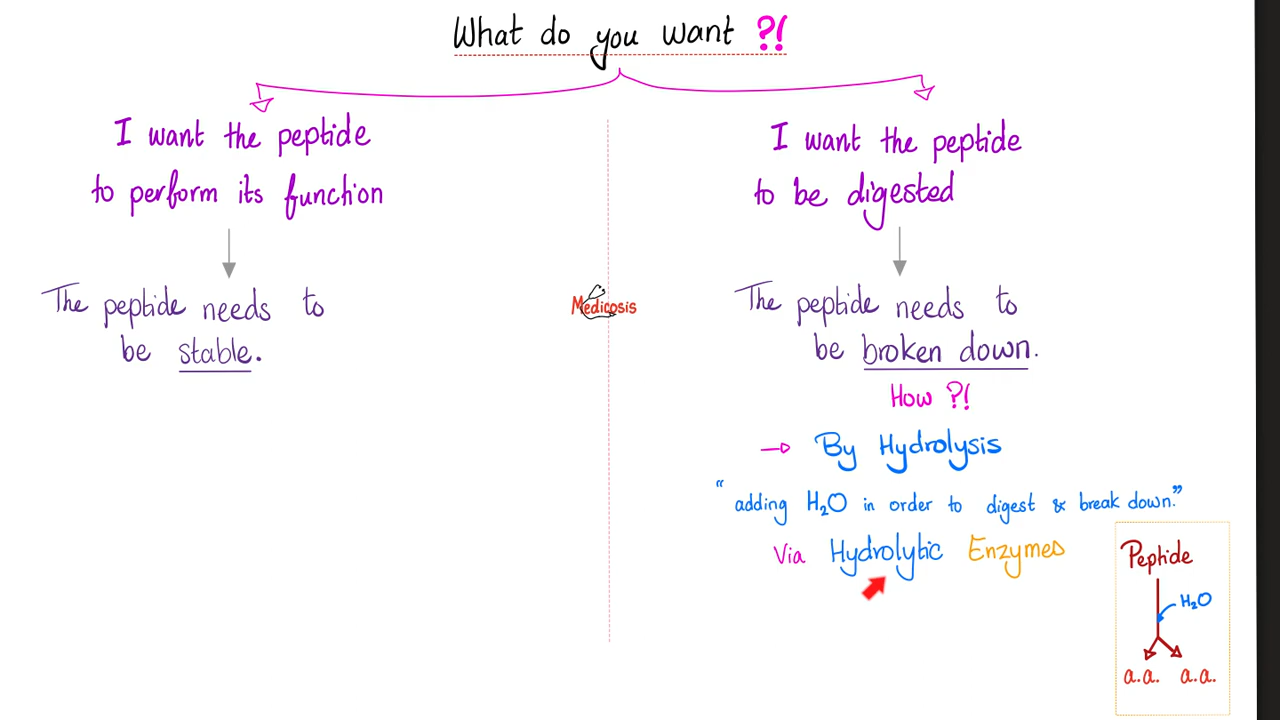 What do you want ?!
I want the peptide
to perform its function
The peptide needs to
be stable.
Medicosis
I want the peptide
to be digested
The peptide needs to
be broken down.
How ?!
→ By Hydrolysis
"adding H₂O in order to digest & break down."
Via Hydrolytic Enzymes
Peptide
H₂O
a.a. a.a.